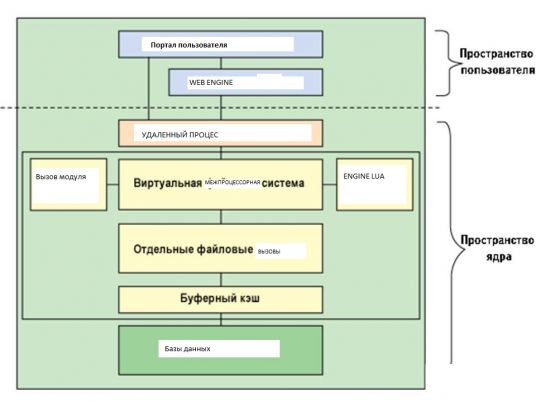 Портал пользователя
Пространство
пользователя
WEB ENGINE
УДАЛЕННЫЙ ПРОЦЕС
Вызов модуля
Виртуальная МЕЖПРОЦЕССОРНАЯ система
ENGINE LUA
Отдельные файловые ВЫЗОВЫ
Пространство
ядра
Буферный кэш
Базы данных